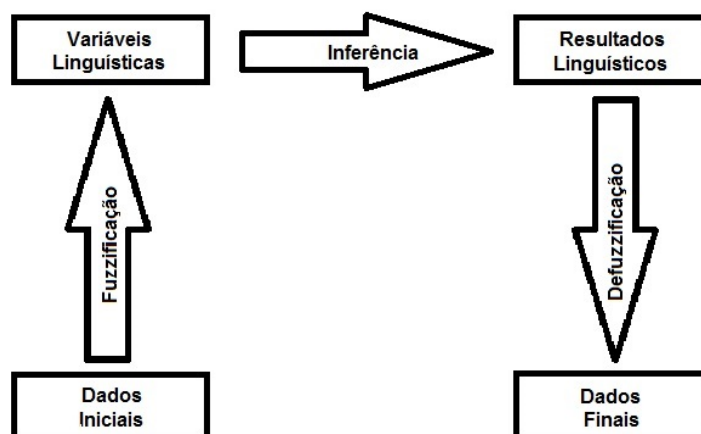 Variáveis
Linguísticas
Inferência
Resultados
Linguísticos
Fuzzificação
Defuzzificação
Dados
Iniciais
Dados
Finais